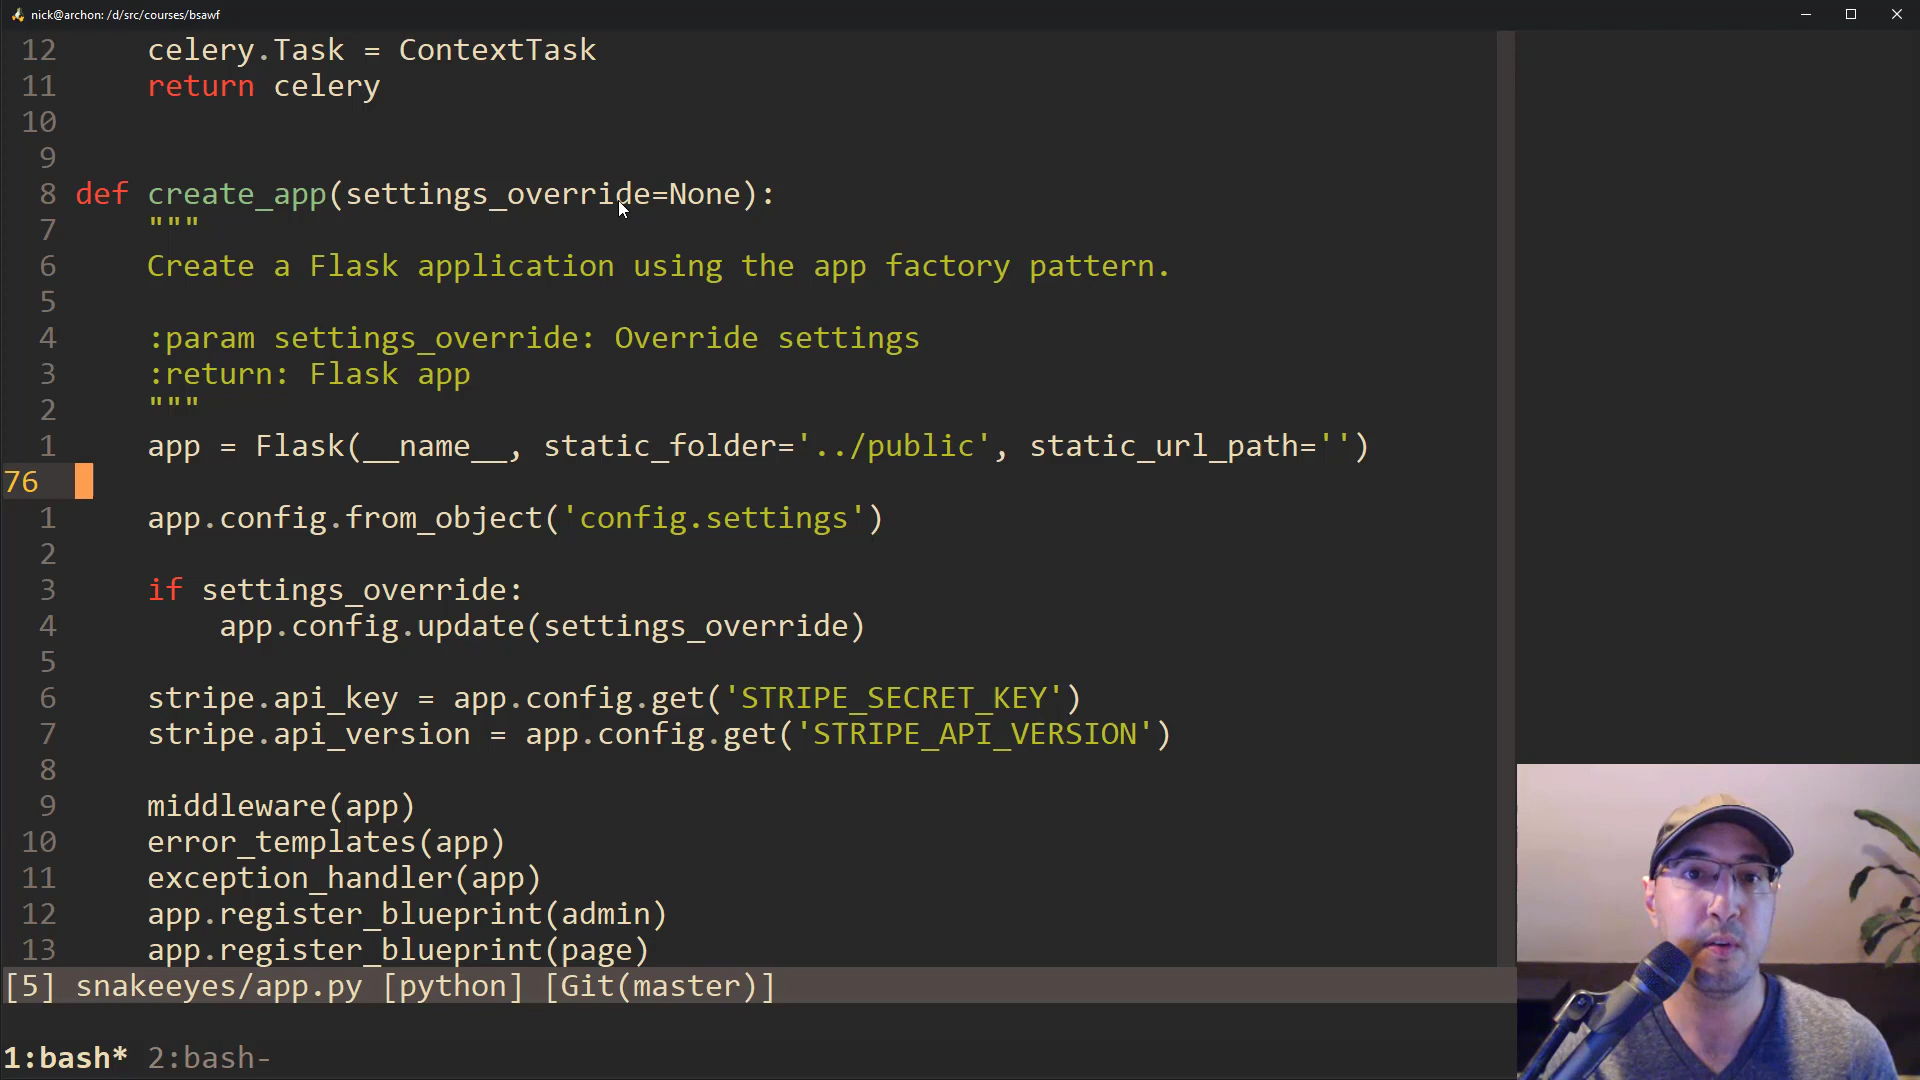 nick@archon: /d/src/courses/bsawf
12 celery.Task = ContextTask
11 return celery
10
9
8 def create_app(settings_override=None):
7 """
6 Create a Flask application using the app factory pattern.
5
4 :param settings_override: Override settings
3 :return: Flask app
2 """
1 app = Flask(__name__, static_folder='../public', static_url_path='')
76
1 app.config.from_object('config.settings')
2
3 if settings_override:
4 app.config.update(settings_override)
5
6 stripe.api_key = app.config.get('STRIPE_SECRET_KEY')
7 stripe.api_version = app.config.get('STRIPE_API_VERSION')
8
9 middleware(app)
10 error_templates(app)
11 exception_handler(app)
12 app.register_blueprint(admin)
13 app.register_blueprint(page)
[5] snakeeyes/app.py [python] [Git(master)]
1:bash* 2:bash-